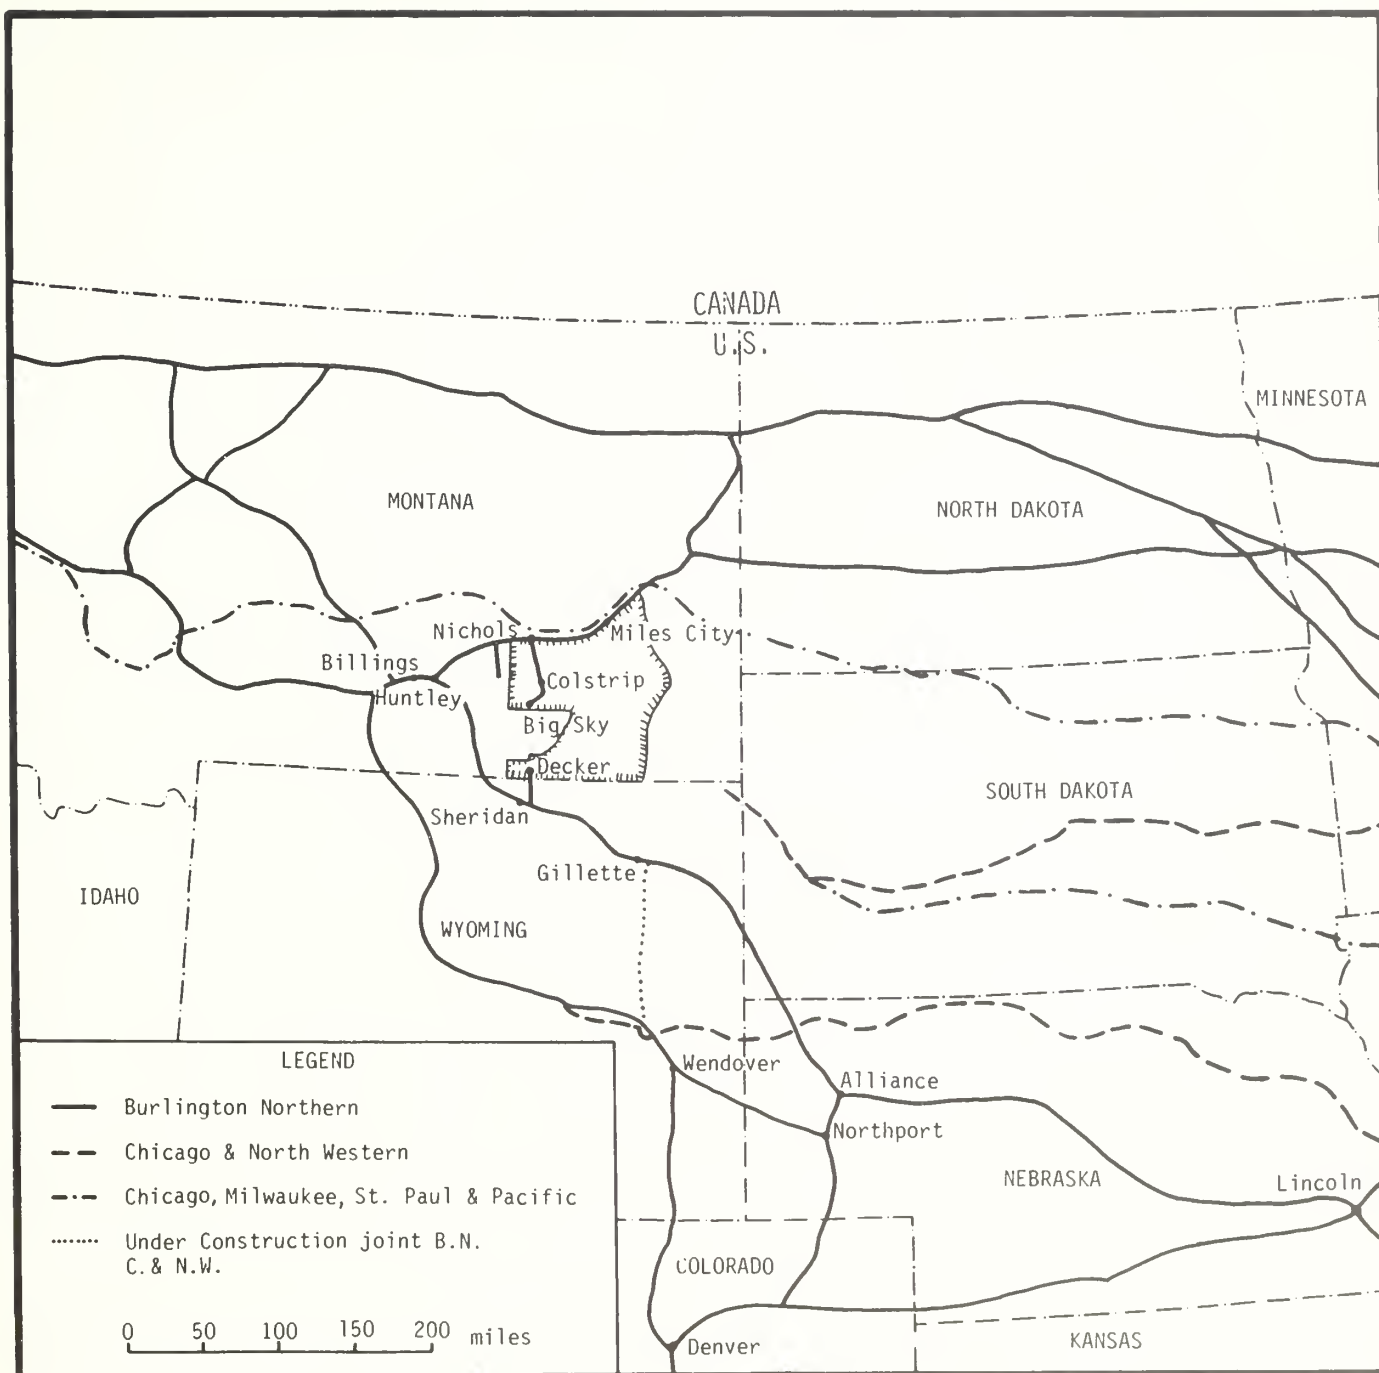 CANADA
U.S.
MINNESOTA
MONTANA
NORTH DAKOTA
Nichols
Miles City
Billings
Colstrip
Huntley
Big Sky
Decker
SOUTH DAKOTA
Sheridan
Gillette
IDAHO
WYOMING
LEGEND
Wendover
Alliance
Burlington Northern
Northport
Chicago & North Western
NEBRASKA
Lincoln
Chicago, Milwaukee, St. Paul & Pacific
Under Construction joint B.N.
C.& N.W.
COLORADO
0 50 100 150 200 miles
Denver
KANSAS